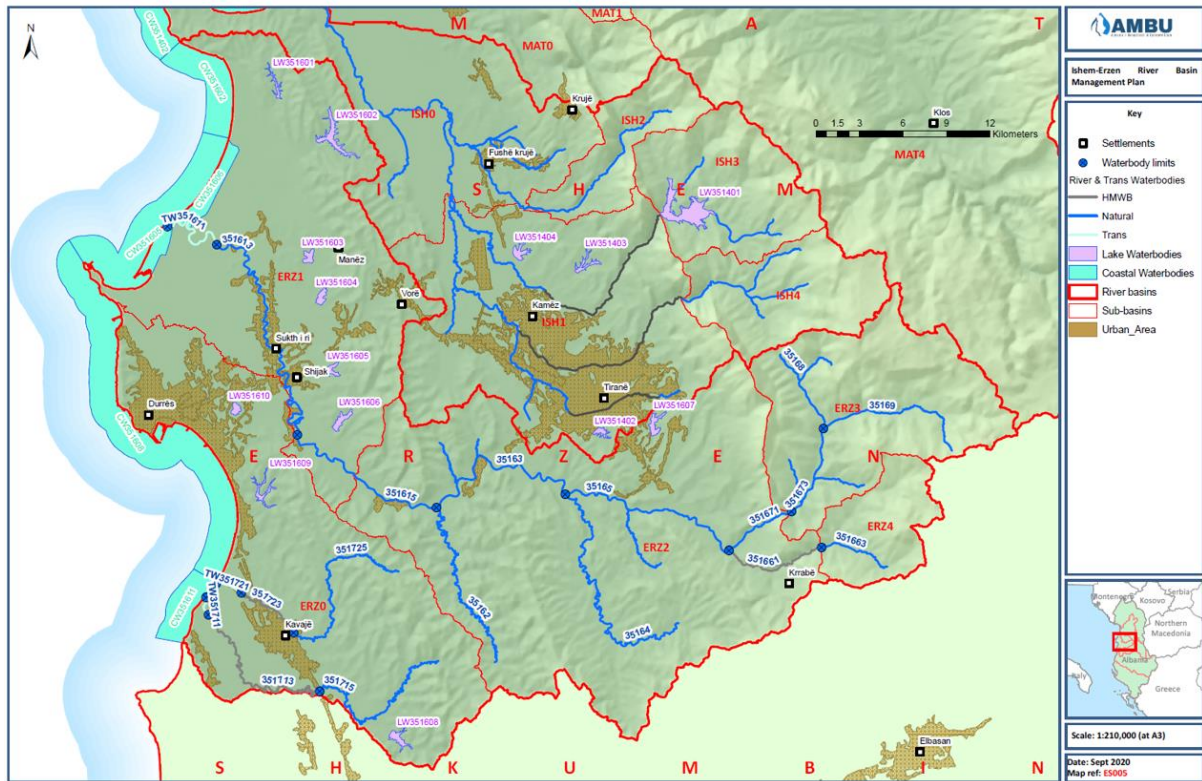 N
M
A
T
MAT1
MAT0
CW351402
CW351602
LW351601
LW351602
Krujë
ISH0
ISH2
Klos
0 1.5 3 6 9 12
Kilometers
MAT4
Fushë krujë
ISH3
I
S
H
E
M
LW351401
TW351611
351613
LW351603
Manëz
LW351404
LW351403
ERZ1
LW351604
Vorë
Kamëz
ISH1
ISH4
Sukth i ri
Shijak
LW351605
35168
Durrës
LW351610
LW351606
Tiranë
LW351402
LW351607
ERZ3
35169
E
R
Z
E
N
LW351609
35163
351615
35165
351671
351673
ERZ4
351661
351663
ERZ2
Krrabë
351725
CW351611
TW351721
TW351711
351723
ERZ0
Kavajë
35162
35164
351713
351715
LW351608
Elbasan
S
H
K
U
M
B
I
N
AMBU
Ishem-Erzen River Basin
Management Plan
Key
Settlements
Waterbody limits
River & Trans Waterbodies
HMWB
Natural
Trans
Lake Waterbodies
Coastal Waterbodies
River basins
Sub-basins
Urban_Area
Montenegro
Serbia
Kosovo
Northern
Macedonia
Albania
Italy
Greece
Scale: 1:210,000 (at A3)
Date: Sept 2020
Map ref: E5005